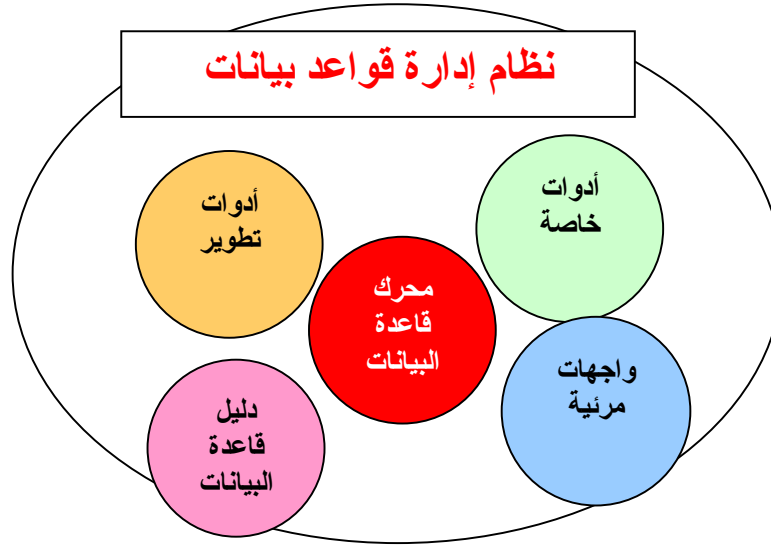 نظام إدارة قواعد بيانات
أدوات
خاصة
أدوات
تطوير
محرك
قاعدة
البيانات
واجهات
مرئية
دليل
قاعدة
البيانات